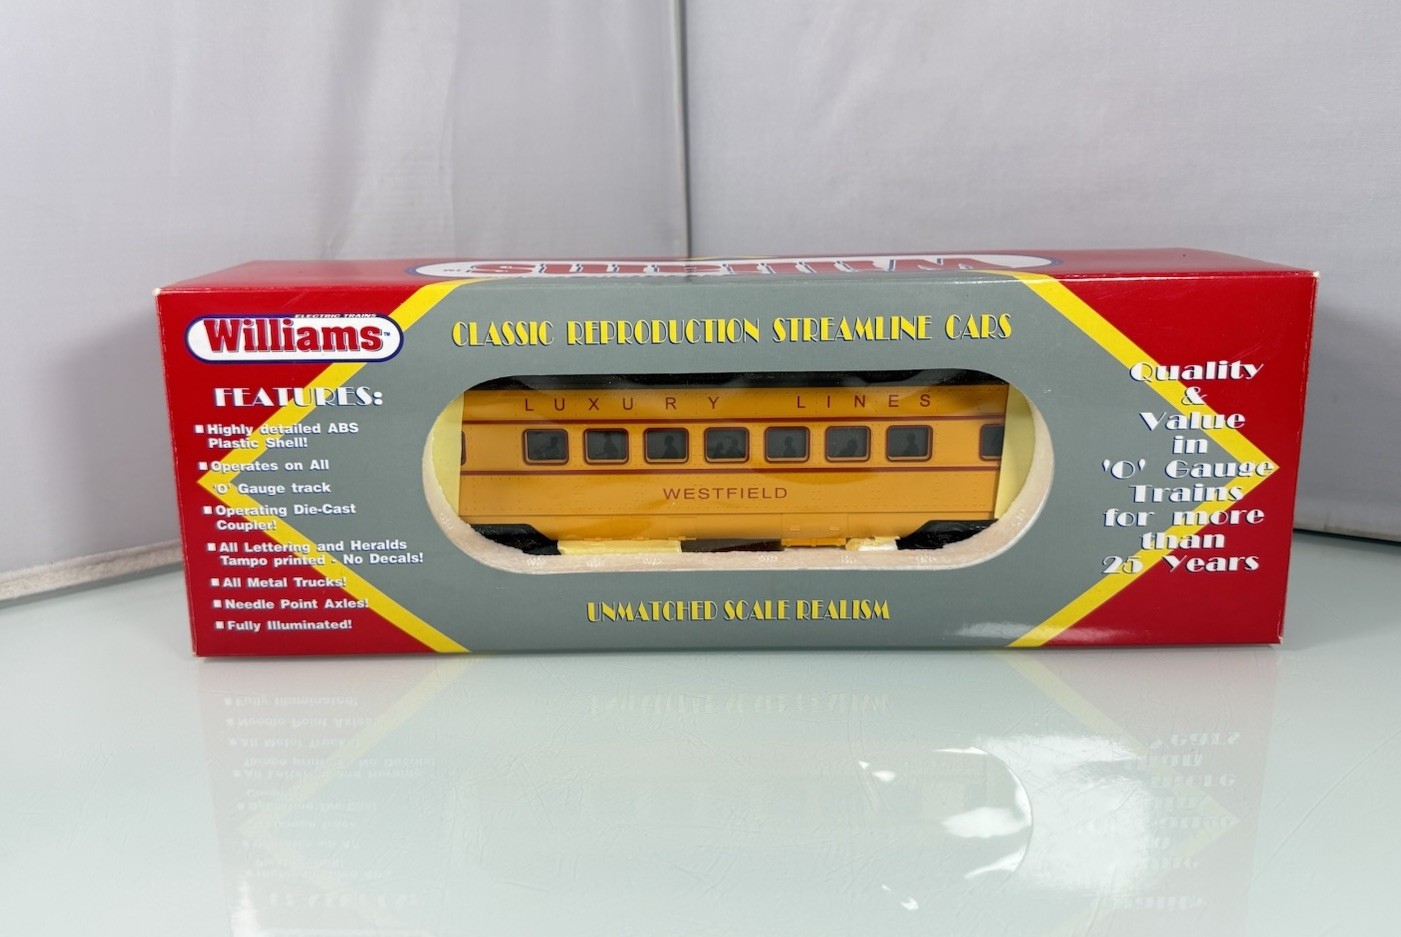 ELECTRIC TRAINS
Williams™
CLASSIC REPRODUCTION STREAMLINE CARS
FEATURES:
■ Highly detailed ABS
Plastic Shell!
■ Operates on All
'O' Gauge track
■ Operating Die-Cast
Coupler!
■ All Lettering and Heralds
Tampo printed - No Decals!
■ All Metal Trucks!
■ Needle Point Axles!
■ Fully Illuminated!
LUXURY LINES
WESTFIELD
UNMATCHED SCALE REALISM
Quality
&
Value
in
'O' Gauge
Trains
for more
than
25 Years
Williams